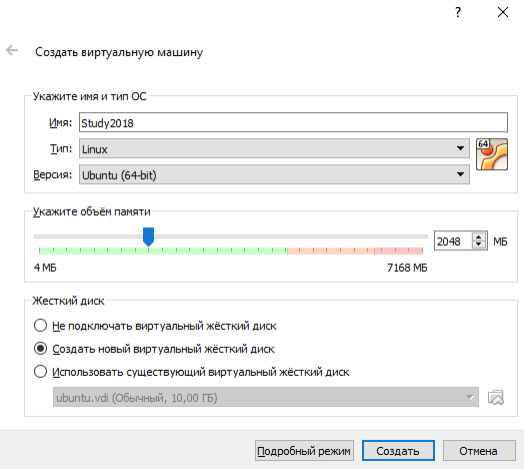 ?
Создать виртуальную машину
Укажите имя и тип ОС
Имя: Study2018
Тип: Linux
64
Версия: Ubuntu (64-bit)
Укажите объём памяти
2048 МБ
4 МБ 7168 МБ
Жесткий диск
Не подключать виртуальный жёсткий диск
Создать новый виртуальный жёсткий диск
Использовать существующий виртуальный жёсткий диск
ubuntu.vdi (Обычный, 10,00 ГБ)
Подробный режим Создать Отмена